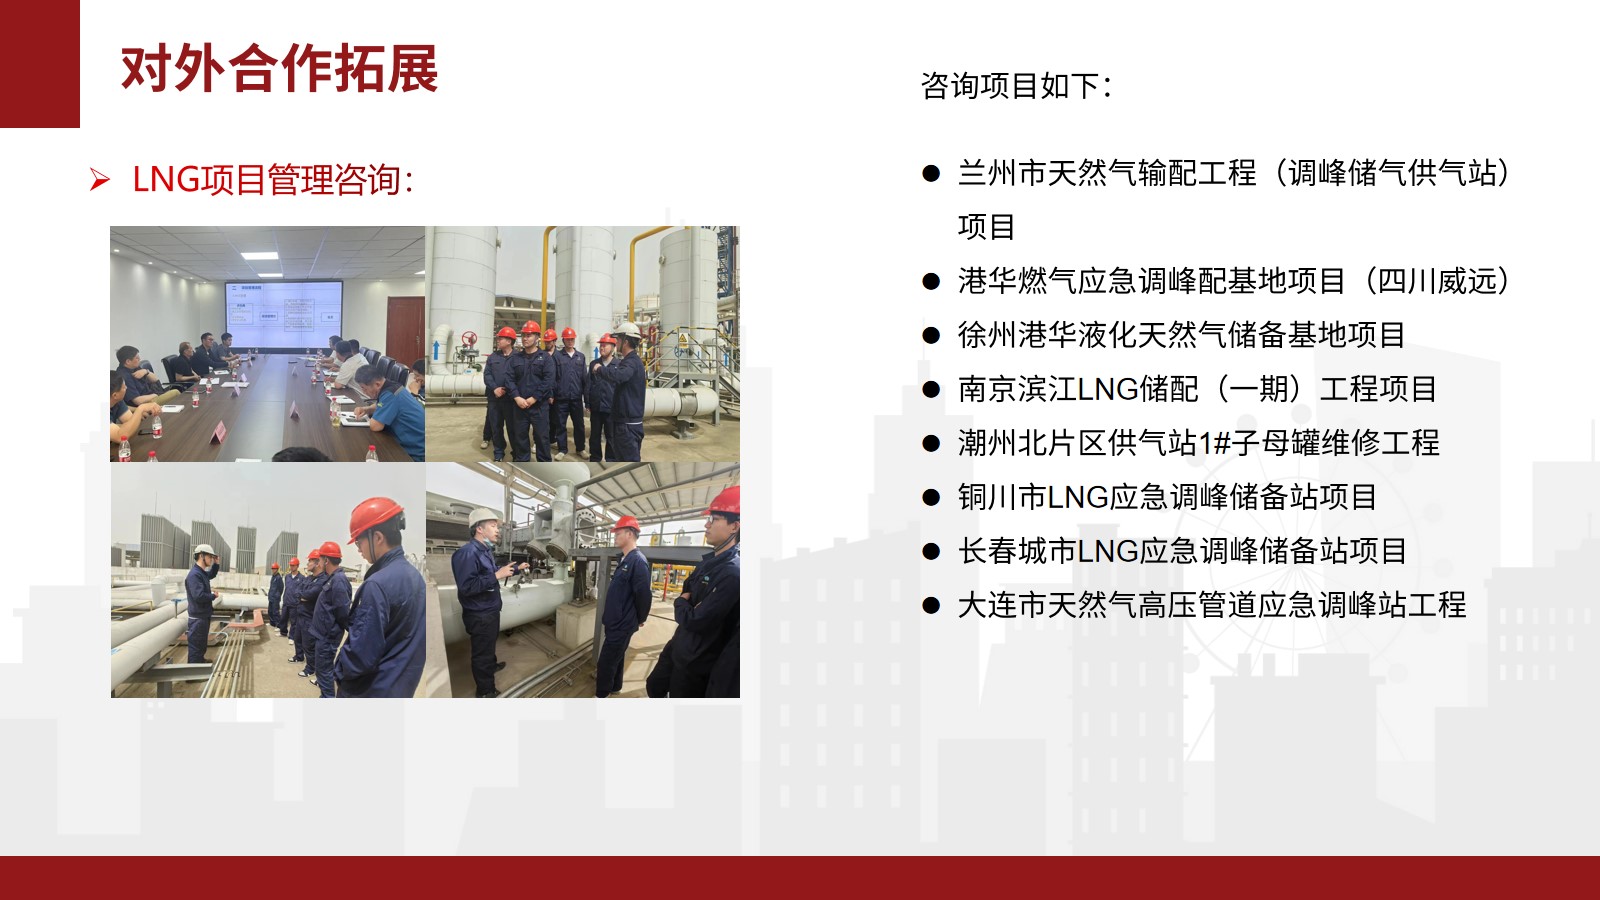 对外合作拓展
LNG项目管理咨询：
咨询项目如下：
兰州市天然气输配工程（调峰储气供气站）
项目
港华燃气应急调峰配基地项目（四川威远）
徐州港华液化天然气储备基地项目
南京滨江LNG储配（一期）工程项目
潮州北片区供气站1#子母罐维修工程
铜川市LNG应急调峰储备站项目
长春城市LNG应急调峰储备站项目
大连市天然气高压管道应急调峰站工程